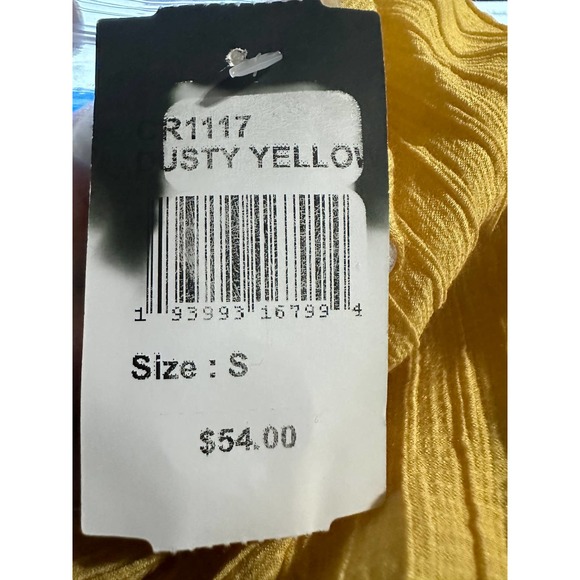 R1117
USTY YELLOW
1 93993 16799 4
Size : S
$54.00